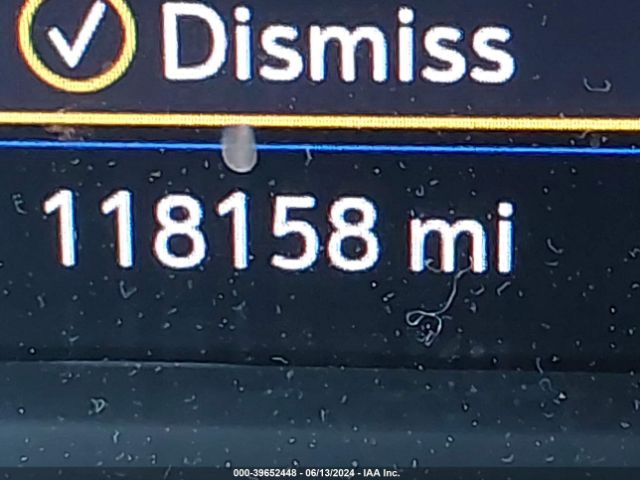 Dismiss
118158 mi
000-39652448 - 06/13/2024 - IAA Inc.